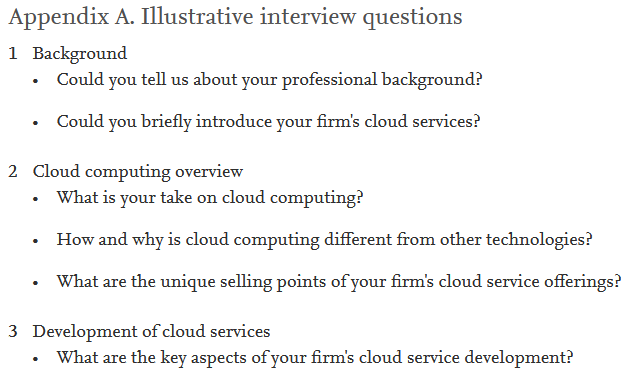 Appendix A. Illustrative interview questions
1 Background
• Could you tell us about your professional background?
• Could you briefly introduce your firm's cloud services?
2 Cloud computing overview
• What is your take on cloud computing?
• How and why is cloud computing different from other technologies?
• What are the unique selling points of your firm's cloud service offerings?
3 Development of cloud services
• What are the key aspects of your firm's cloud service development?